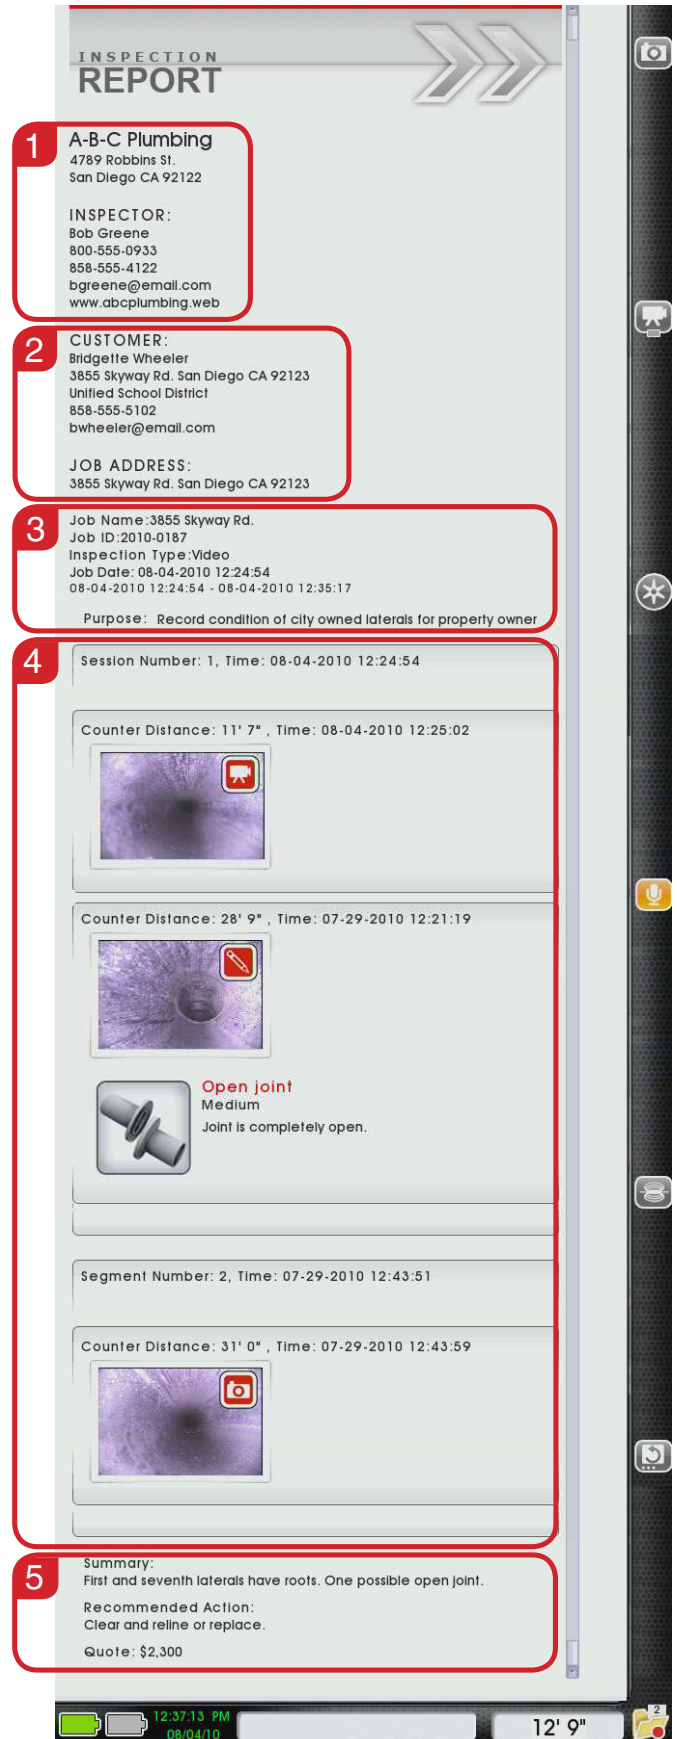 INSPECTION
REPORT
1
A-B-C Plumbing
4789 Robbins St.
San Diego CA 92122
INSPECTOR:
Bob Greene
800-555-0933
858-555-4122
bgreene@email.com
www.abcplumbing.web
2
CUSTOMER:
Bridgette Wheeler
3855 Skyway Rd. San Diego CA 92123
Unified School District
858-555-5102
bwheeler@email.com
JOB ADDRESS:
3855 Skyway Rd. San Diego CA 92123
3
Job Name:3855 Skyway Rd.
Job ID:2010-0187
Inspection Type:Video
Job Date: 08-04-2010 12:24:54
08-04-2010 12:24:54 - 08-04-2010 12:35:17
Purpose: Record condition of city owned laterals for property owner
4
Session Number: 1, Time: 08-04-2010 12:24:54
Counter Distance: 11' 7" , Time: 08-04-2010 12:25:02
Counter Distance: 28' 9" , Time: 07-29-2010 12:21:19
Open joint
Medium
Joint is completely open.
Segment Number: 2, Time: 07-29-2010 12:43:51
Counter Distance: 31' 0" , Time: 07-29-2010 12:43:59
5
Summary:
First and seventh laterals have roots. One possible open joint.
Recommended Action:
Clear and reline or replace.
Quote: $2,300
12:37:13 PM
08/04/10
12' 9"
2